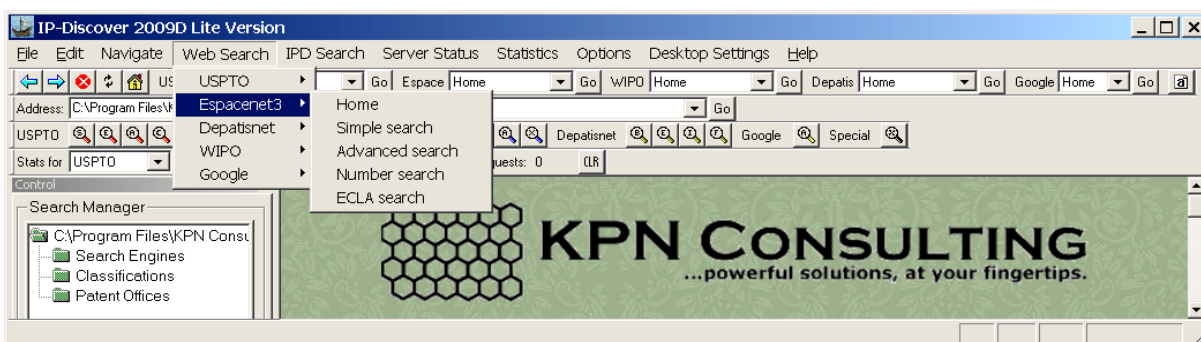 IP-Discover 2009D Lite Version
File Edit Navigate Web Search IPD Search Server Status Statistics Options Desktop Settings Help
Go Espace Home Go WIPO Home Go Depatis Home Go Google Home Go a
Address: C:\Program Files\ Go
USPTO Depatisnet Google Special
Stats for USPTO quests: 0 CLR
USPTO
Espacenet3
Depatisnet
WIPO
Google
Home
Simple search
Advanced search
Number search
ECLA search
Control
Search Manager
C:\Program Files\KPN Consu
Search Engines
Classifications
Patent Offices
KPN CONSULTING
...powerful solutions, at your fingertips.